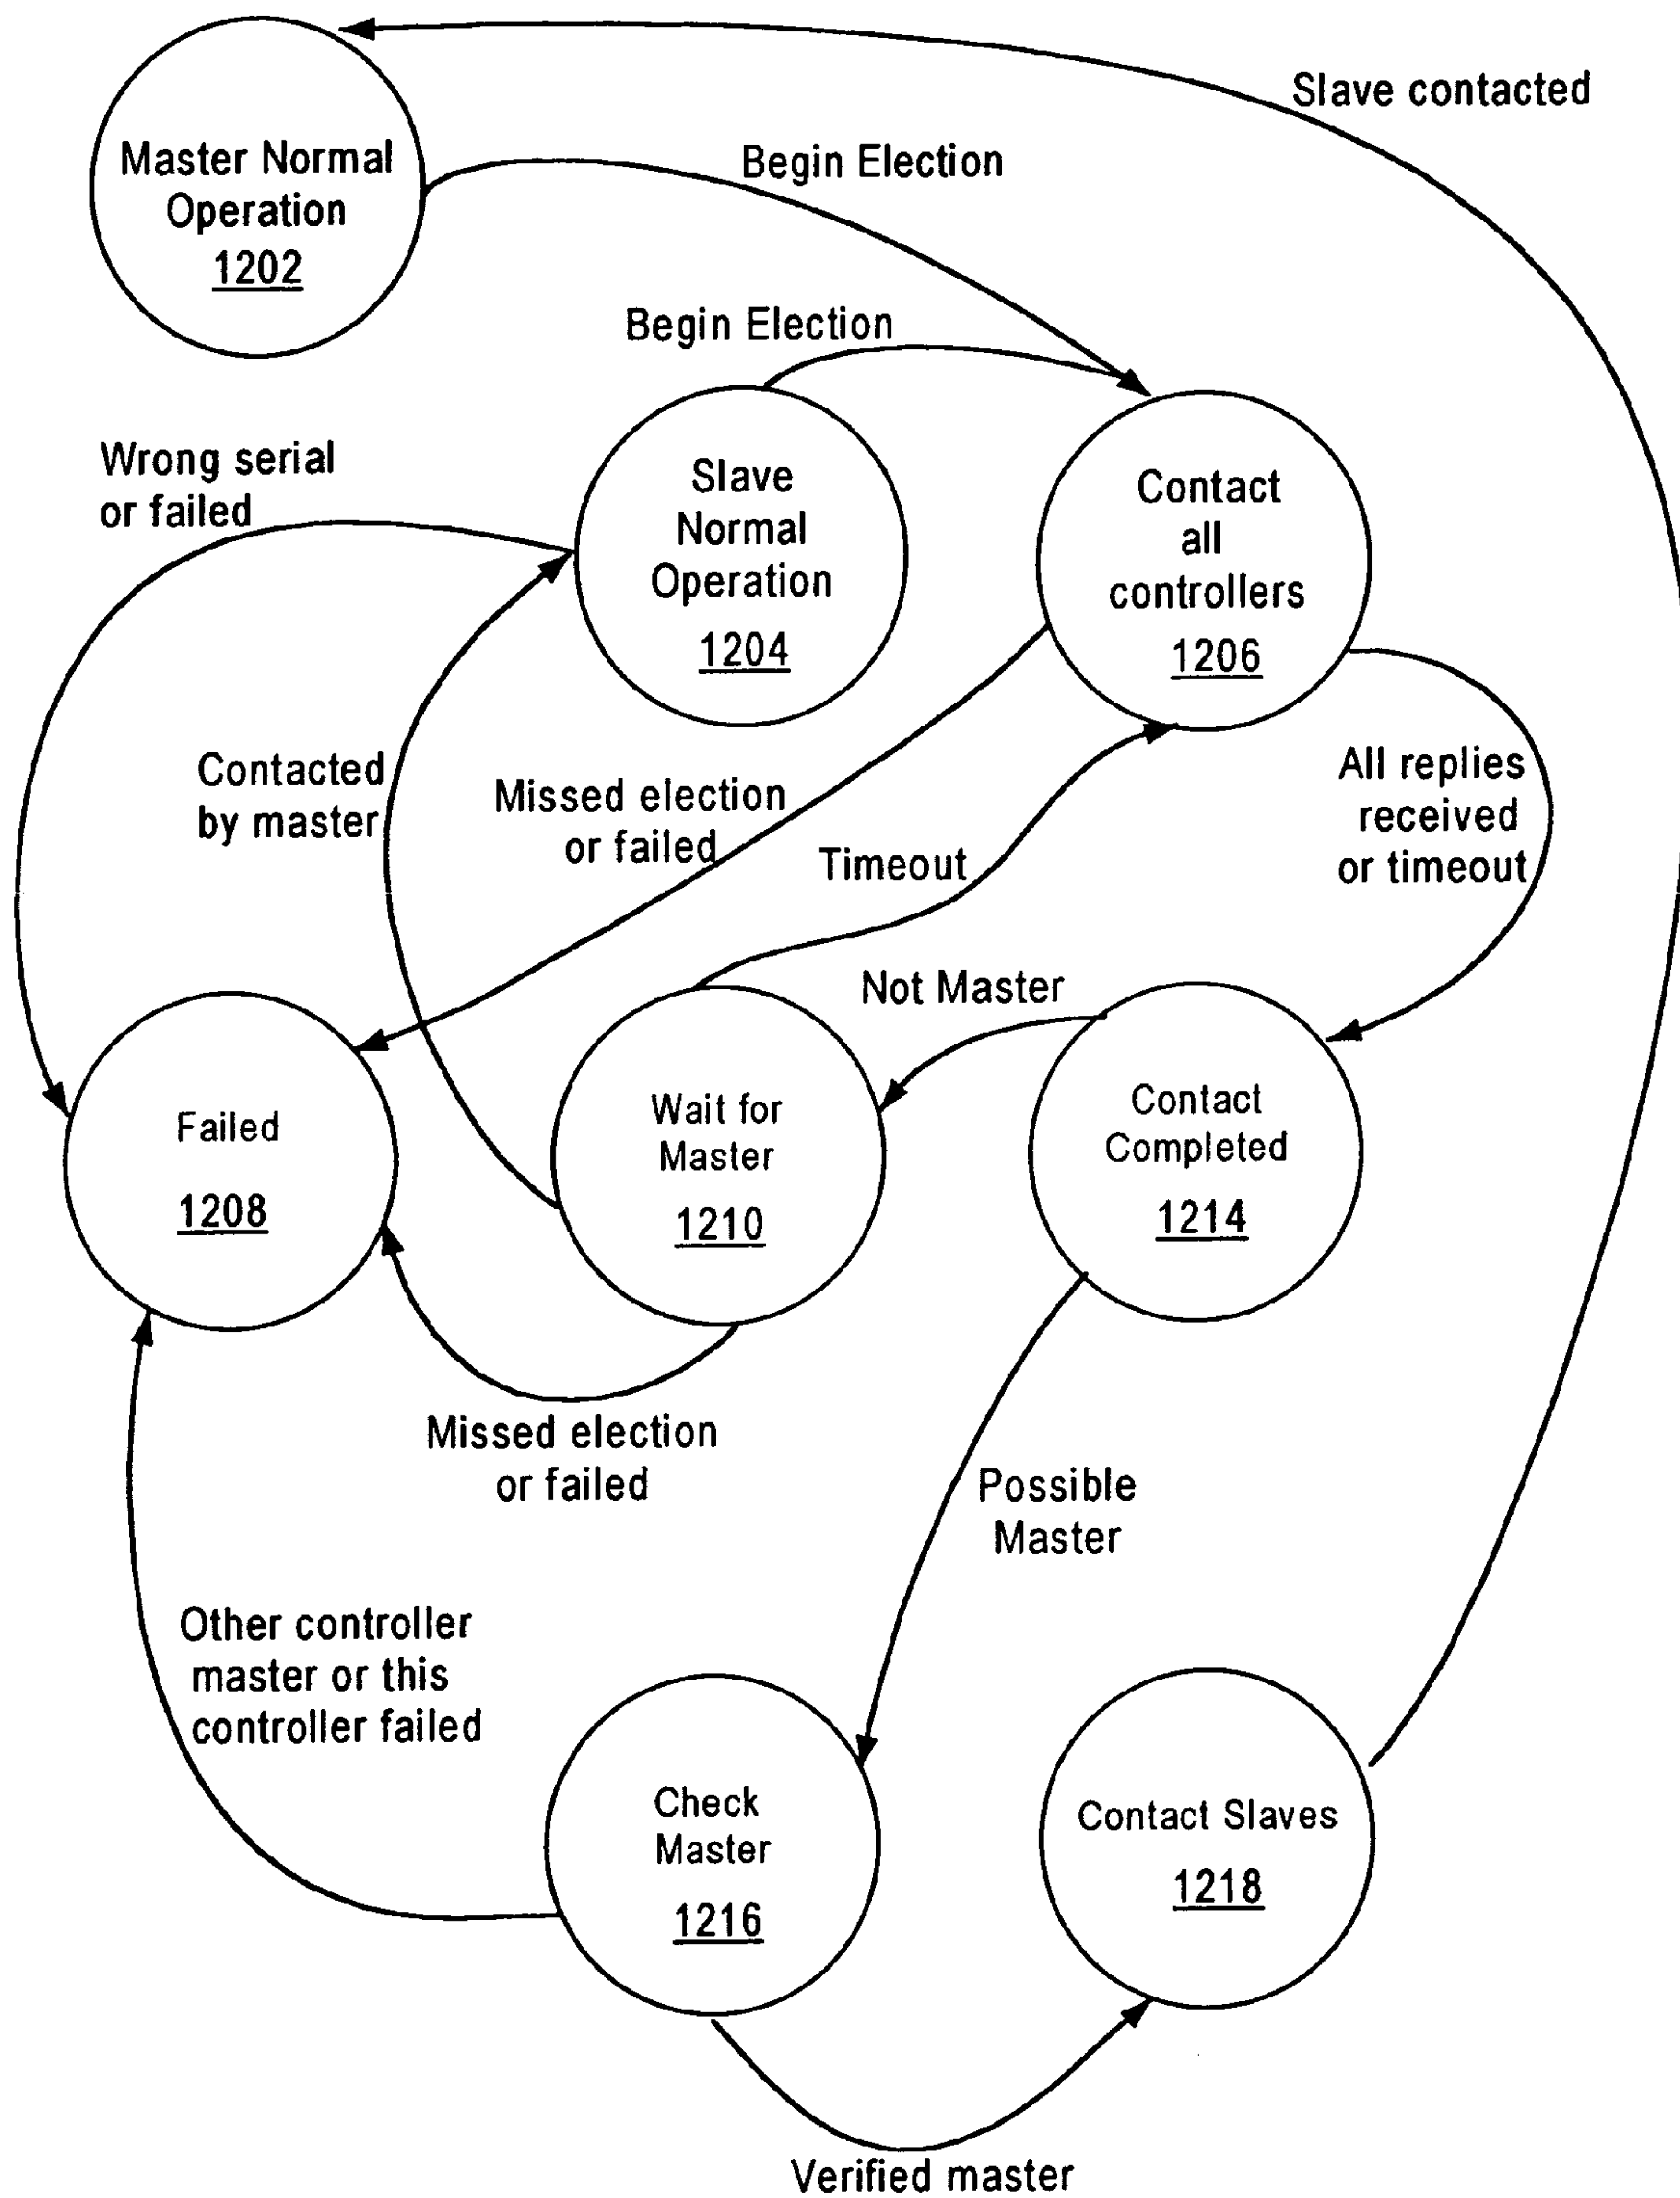 Slave contacted
Master Normal
Operation
1202
Begin Election
Begin Election
Wrong serial
or failed
Slave
Normal
Operation
1204
Contact
all
controllers
1206
Contacted
by master
Missed election
or failed
Timeout
All replies
received
or timeout
Not Master
Failed
1208
Wait for
Master
1210
Contact
Completed
1214
Missed election
or failed
Possible
Master
Other controller
master or this
controller failed
Check
Master
1216
Contact Slaves
1218
Verified master